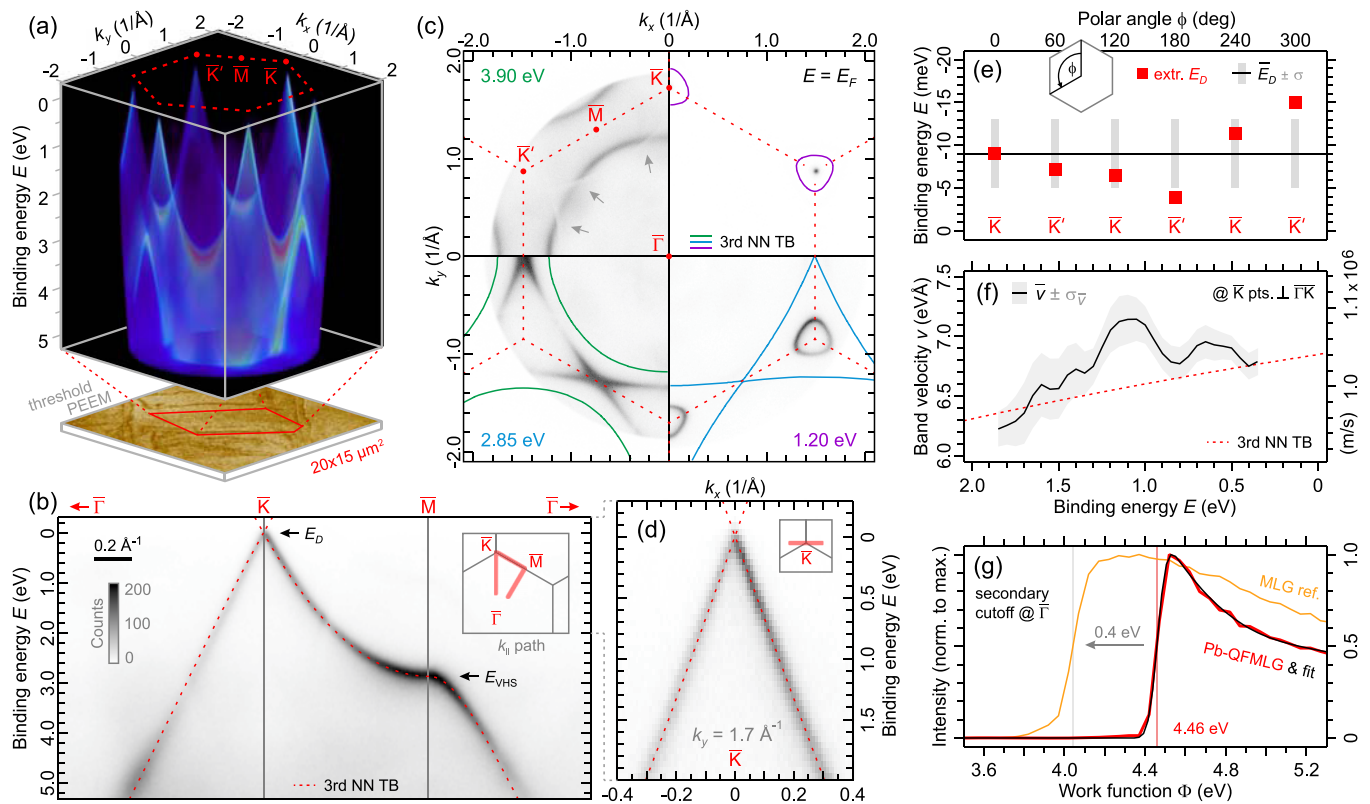 (a)
k_y (1/Å)
k_x (1/Å)
-2
0
2
-2
0
2
K̅′
M̅
K̅
Binding energy E (eV)
0
1
2
3
4
5
threshold
PEEM
20x15 μm²
(b)
Γ̅
K̅
M̅
Γ̅
E_D
0.2 Å⁻¹
200
100
0
Counts
K̅
M̅
Γ̅
k_∥ path
E_VHS
3rd NN TB
Binding energy E (eV)
0
1.0
2.0
3.0
4.0
5.0
(c)
k_x (1/Å)
-1.0
0
1.0
2.0
3.90 eV
K̅
E = E_F
M̅
K̅′
Γ̅
3rd NN TB
2.85 eV
1.20 eV
k_y (1/Å)
2.0
1.0
0
-1.0
-2.0
(d)
k_x (1/Å)
K̅
k_y = 1.7 Å⁻¹
K̅
-0.4
-0.2
0
0.2
0.4
Binding energy E (eV)
0
0.5
1.0
1.5
Polar angle ϕ (deg)
0
60
120
180
240
300
(e)
ϕ
extr. E_D
E̅_D ± σ
K̅
K̅′
K̅
K̅′
K̅
K̅′
Binding energy E (meV)
-20
-15
-10
-5
0
(f)
v̅ ± σ_v̅
@ K̅ pts. ⊥ Γ̅K̅
3rd NN TB
Band velocity v (eVÅ)
7.5
7.0
6.5
6.0
1.1 x 10⁶
1.0
(m/s)
2.0
1.5
1.0
0.5
0
Binding energy E (eV)
(g)
secondary
cutoff @ Γ̅
MLG ref.
0.4 eV
Pb-QFMLG & fit
4.46 eV
Intensity (norm. to max.)
1.0
0.5
0
3.6
4.0
4.4
4.8
5.2
Work function Φ (eV)